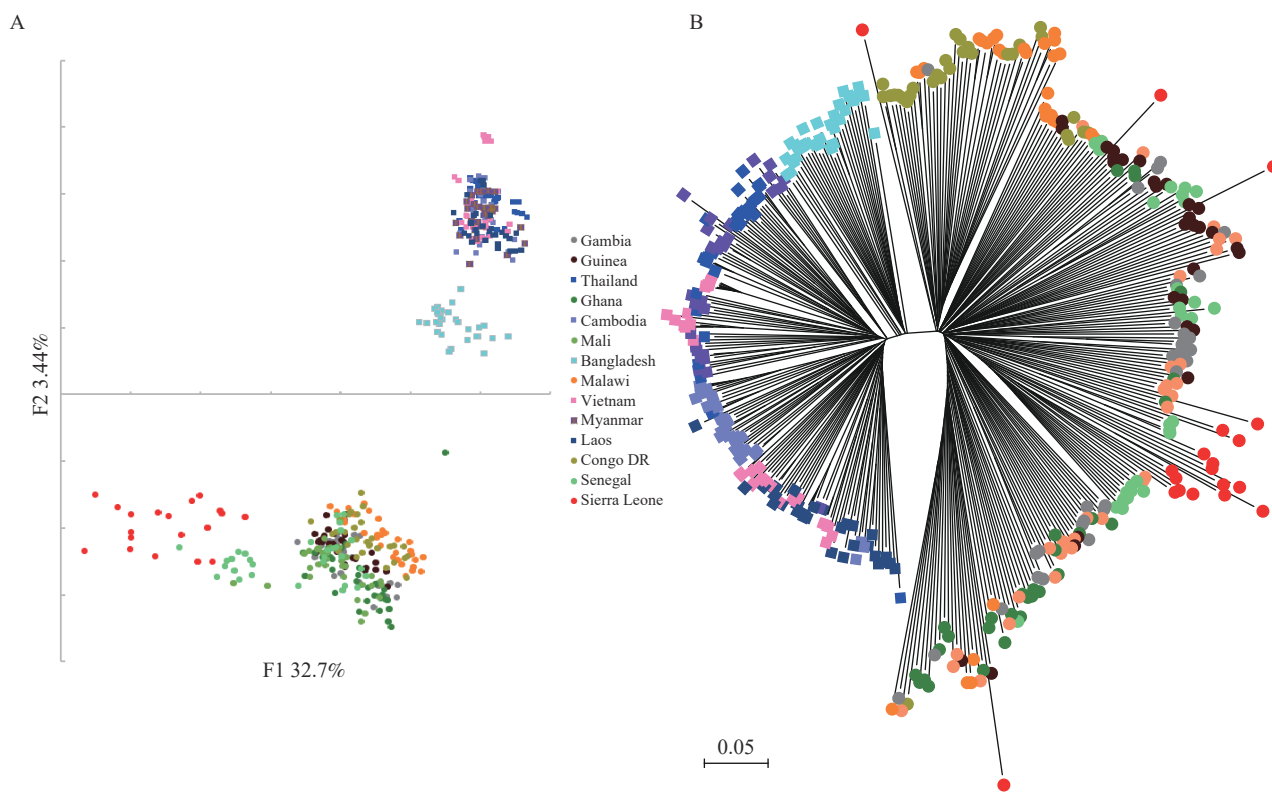 A
B
F2 3.44%
F1 32.7%
Gambia
Guinea
Thailand
Ghana
Cambodia
Mali
Bangladesh
Malawi
Vietnam
Myanmar
Laos
Congo DR
Senegal
Sierra Leone
0.05